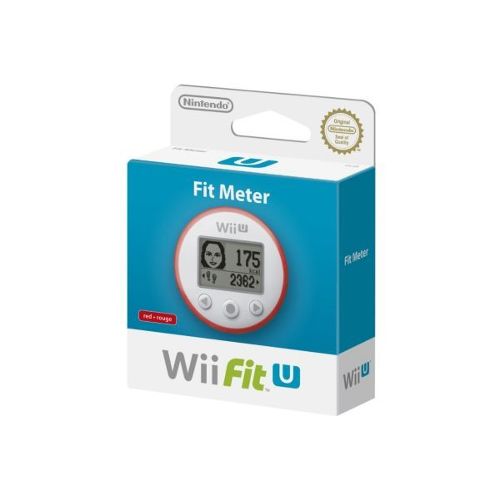 Nintendo
Original
Nintendo
Seal of
Quality
U
Fit Meter
Wii U
175
kcal
2362
red • rouge
Wii Fit U
TM
Fit Meter
Wii U